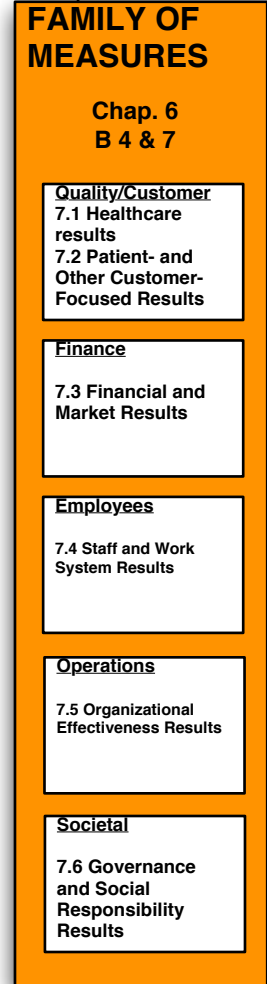 FAMILY OF
MEASURES
Chap. 6
B 4 & 7
Quality/Customer
7.1 Healthcare
results
7.2 Patient- and
Other Customer-
Focused Results
Finance
7.3 Financial and
Market Results
Employees
7.4 Staff and Work
System Results
Operations
7.5 Organizational
Effectiveness Results
Societal
7.6 Governance
and Social
Responsibility
Results